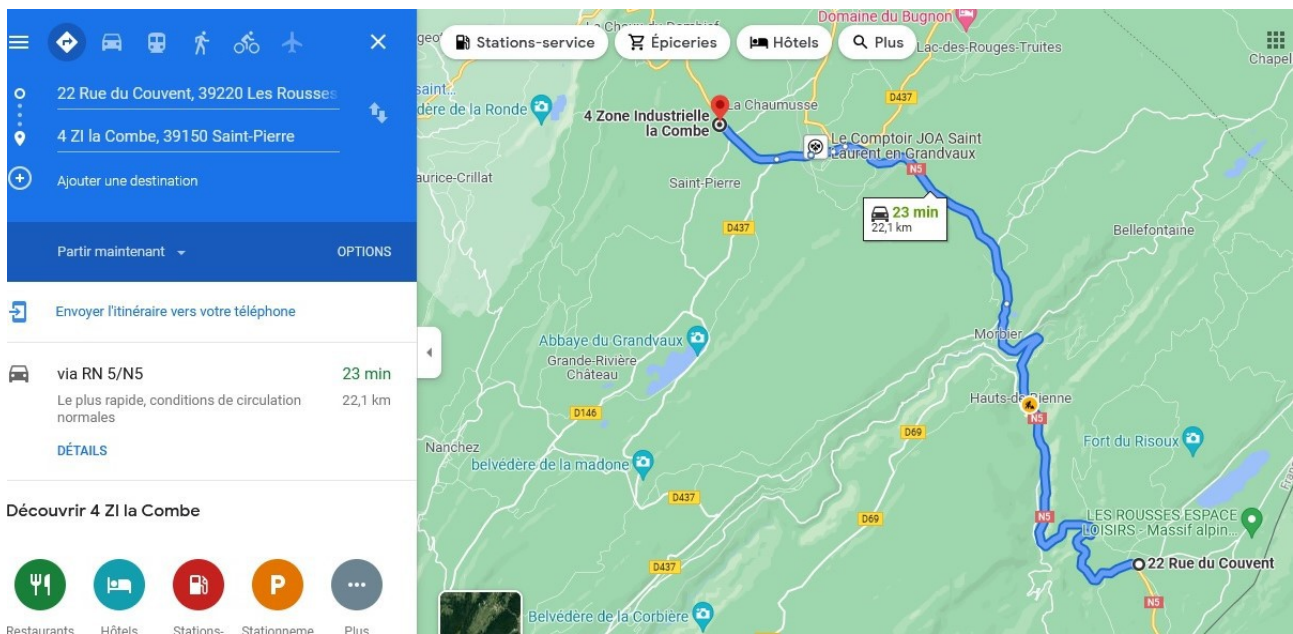 22 Rue du Couvent, 39220 Les Rousses
4 ZI la Combe, 39150 Saint-Pierre
Ajouter une destination
Partir maintenant
OPTIONS
Envoyer l'itinéraire vers votre téléphone
via RN 5/N5
23 min
Le plus rapide, conditions de circulation
22,1 km
normales
DÉTAILS
Découvrir 4 ZI la Combe
Restaurants
Hôtels
Stations-
Stationneme
Plus
Stations-service
Épiceries
Hôtels
Plus
Domaine du Bugnon
Lac-des-Rouges-Truites
Chapel
saint...
dère de la Ronde
4 Zone Industrielle
la Combe
La Chaumusse
D437
Le Comptoir JOA Saint
Laurent en Grandvaux
N5
aurice-Crillat
Saint-Pierre
23 min
22,1 km
D437
Bellefontaine
Abbaye du Grandvaux
Grande-Rivière
Château
Morbier
D146
Hauts-de-Bienne
N5
Nanchez
D69
Fort du Risoux
belvédère de la madone
D437
D69
N5
LES ROUSSES ESPACE
LOISIRS - Massif alpin...
D437
22 Rue du Couvent
N5
Belvédère de la Corbière